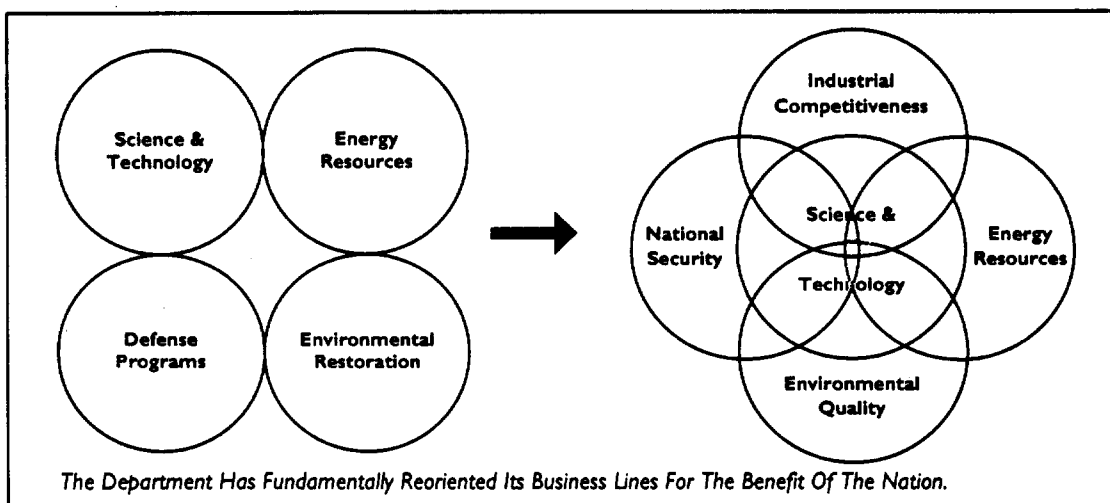 Science &
Technology
Energy
Resources
Defense
Programs
Environmental
Restoration
Industrial
Competitiveness
National
Security
Science &
Technology
Energy
Resources
Environmental
Quality
The Department Has Fundamentally Reoriented Its Business Lines For The Benefit Of The Nation.